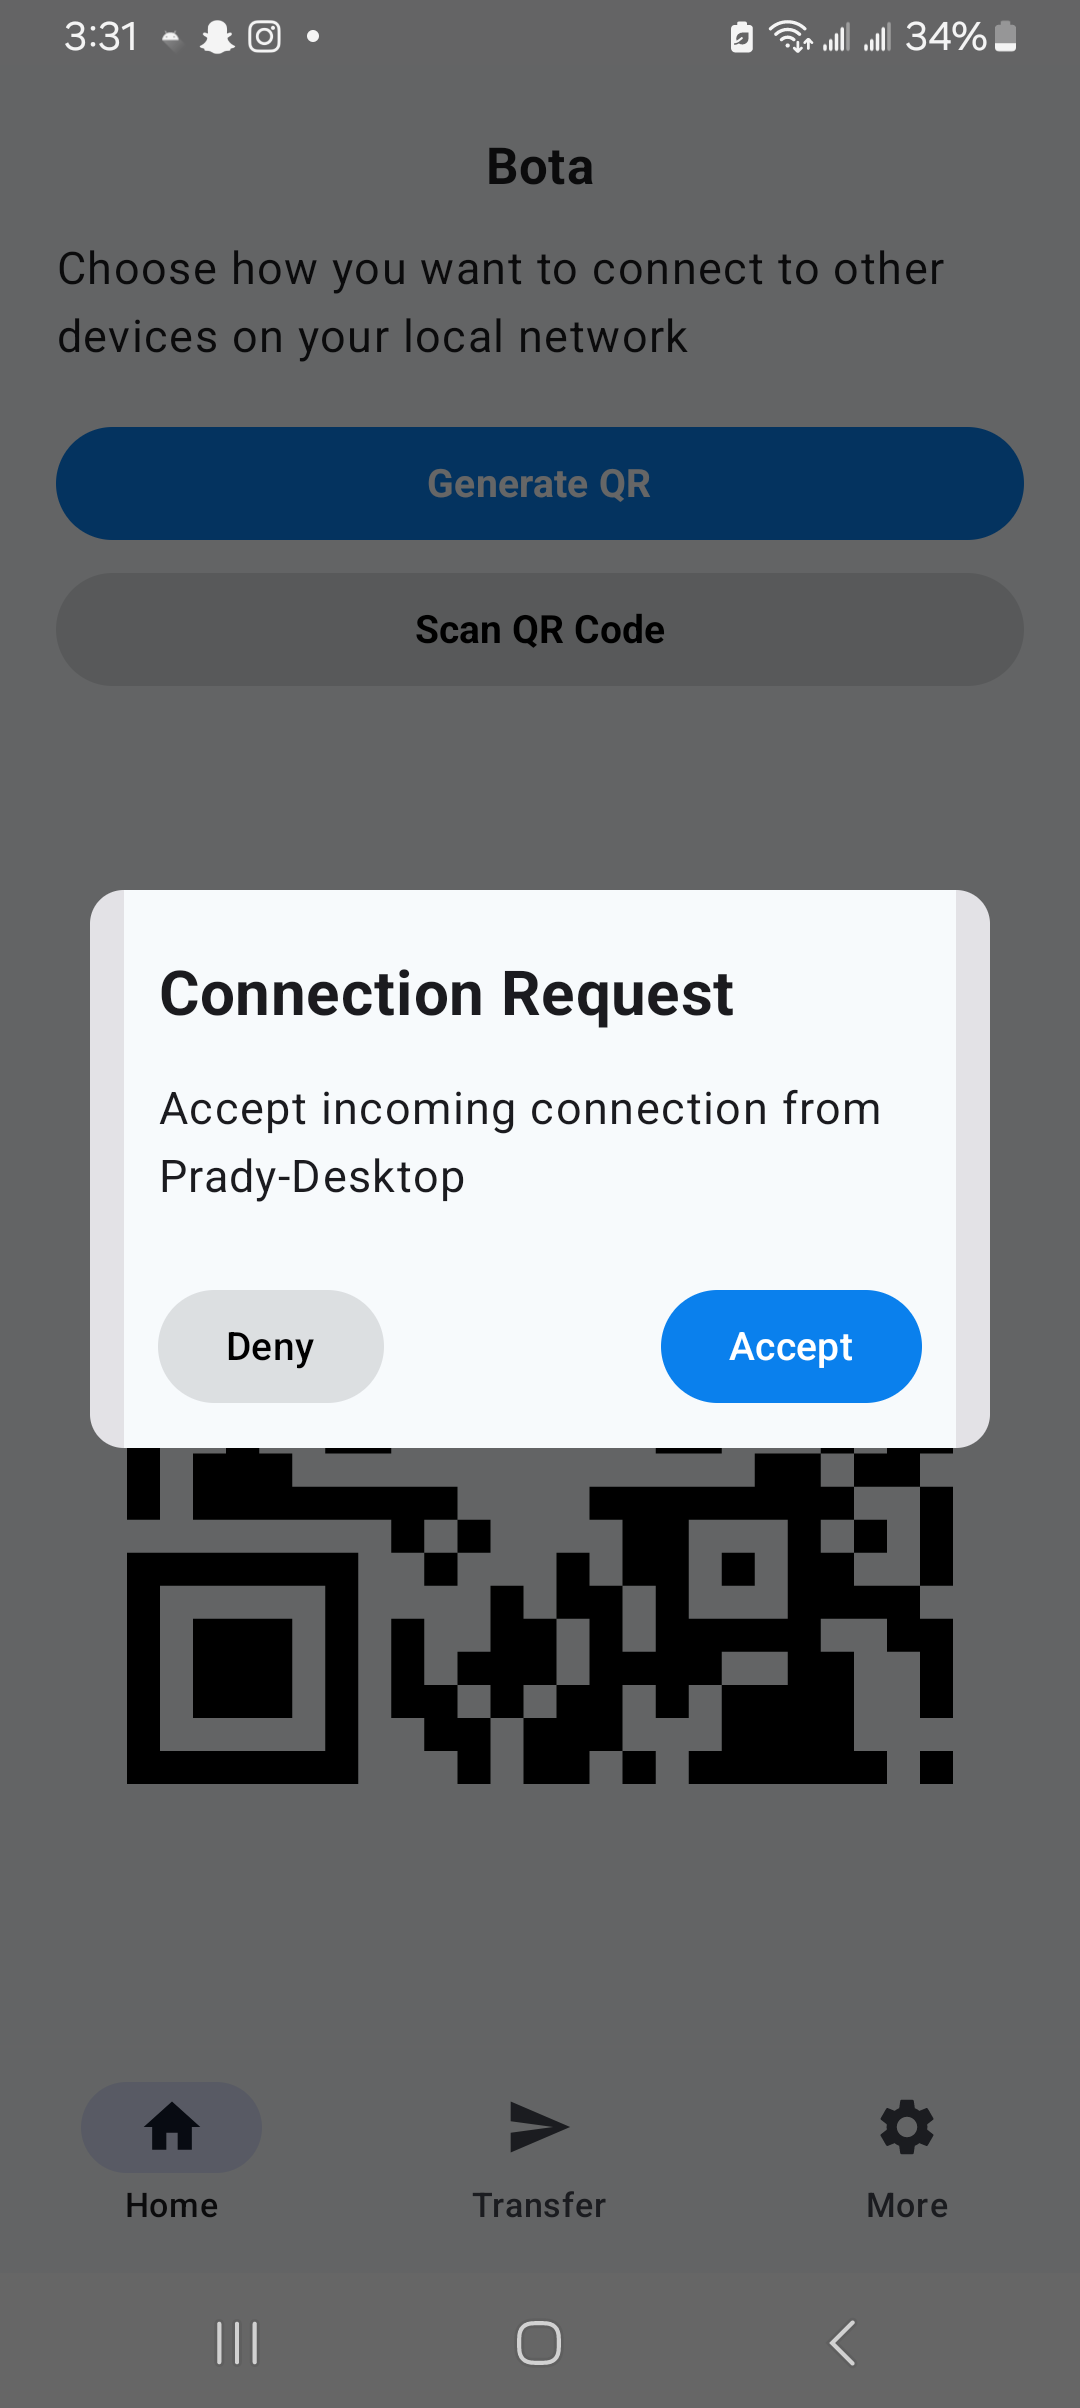 3:31
34%
Bota
Choose how you want to connect to other
devices on your local network
Generate QR
Scan QR Code
Connection Request
Accept incoming connection from
Prady-Desktop
Deny
Accept
Home
Transfer
More